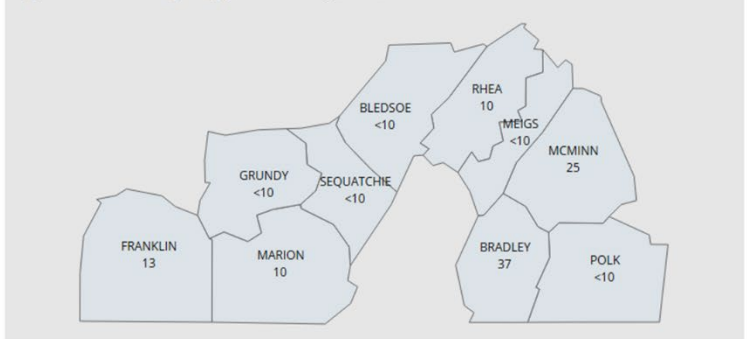 RHEA
10
BLEDSOE
<10
MEIGS
<10
MCMINN
25
GRUNDY
<10
SEQUATCHIE
<10
FRANKLIN
13
MARION
10
BRADLEY
37
POLK
<10